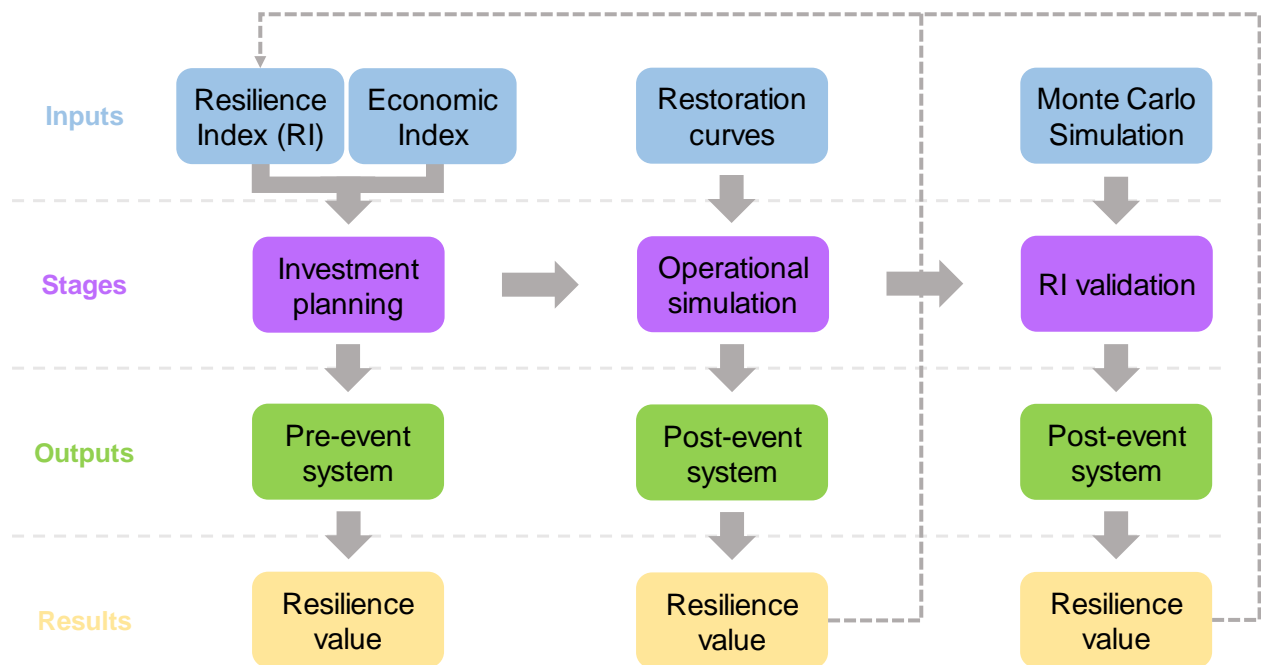 Inputs
Resilience
Index (RI)
Economic
Index
Restoration
curves
Monte Carlo
Simulation
Stages
Investment
planning
Operational
simulation
RI validation
Outputs
Pre-event
system
Post-event
system
Post-event
system
Results
Resilience
value
Resilience
value
Resilience
value